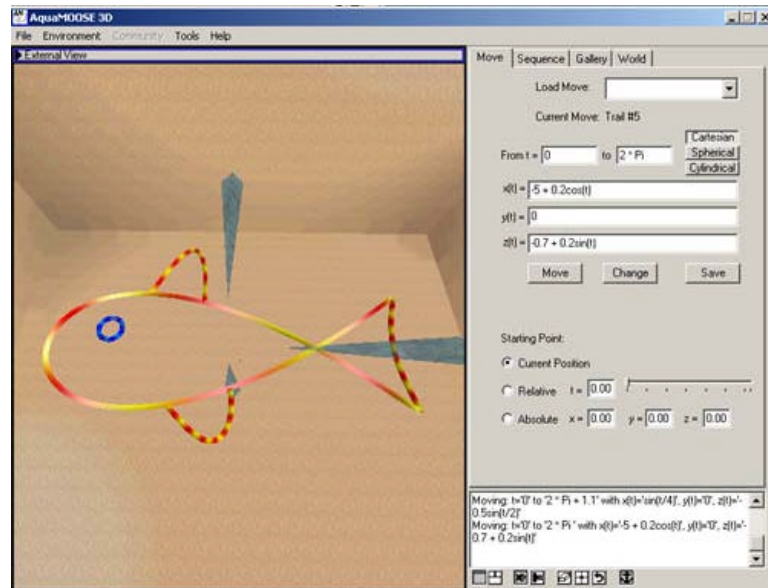 AquaMOOSE 3D
File Environment Community Tools Help
External View
Move Sequence Gallery World
Load Move:
Current Move: Trail #5
Cartesian
From t = 0 to 2 * Pi Spherical
Cylindrical
x(t) = -5 + 0.2cos(t)
y(t) = 0
z(t) = -0.7 + 0.2sin(t)
Move Change Save
Starting Point:
Current Position
Relative t = 0.00
Absolute x = 0.00 y = 0.00 z = 0.00
Moving: t='0' to '2 * Pi + 1.1' with x(t)='sin(t/4)', y(t)='0', z(t)='-
0.5sin(t/2)'
Moving: t='0' to '2 * Pi ' with x(t)='-5 + 0.2cos(t)', y(t)='0', z(t)='-
0.7 + 0.2sin(t)'